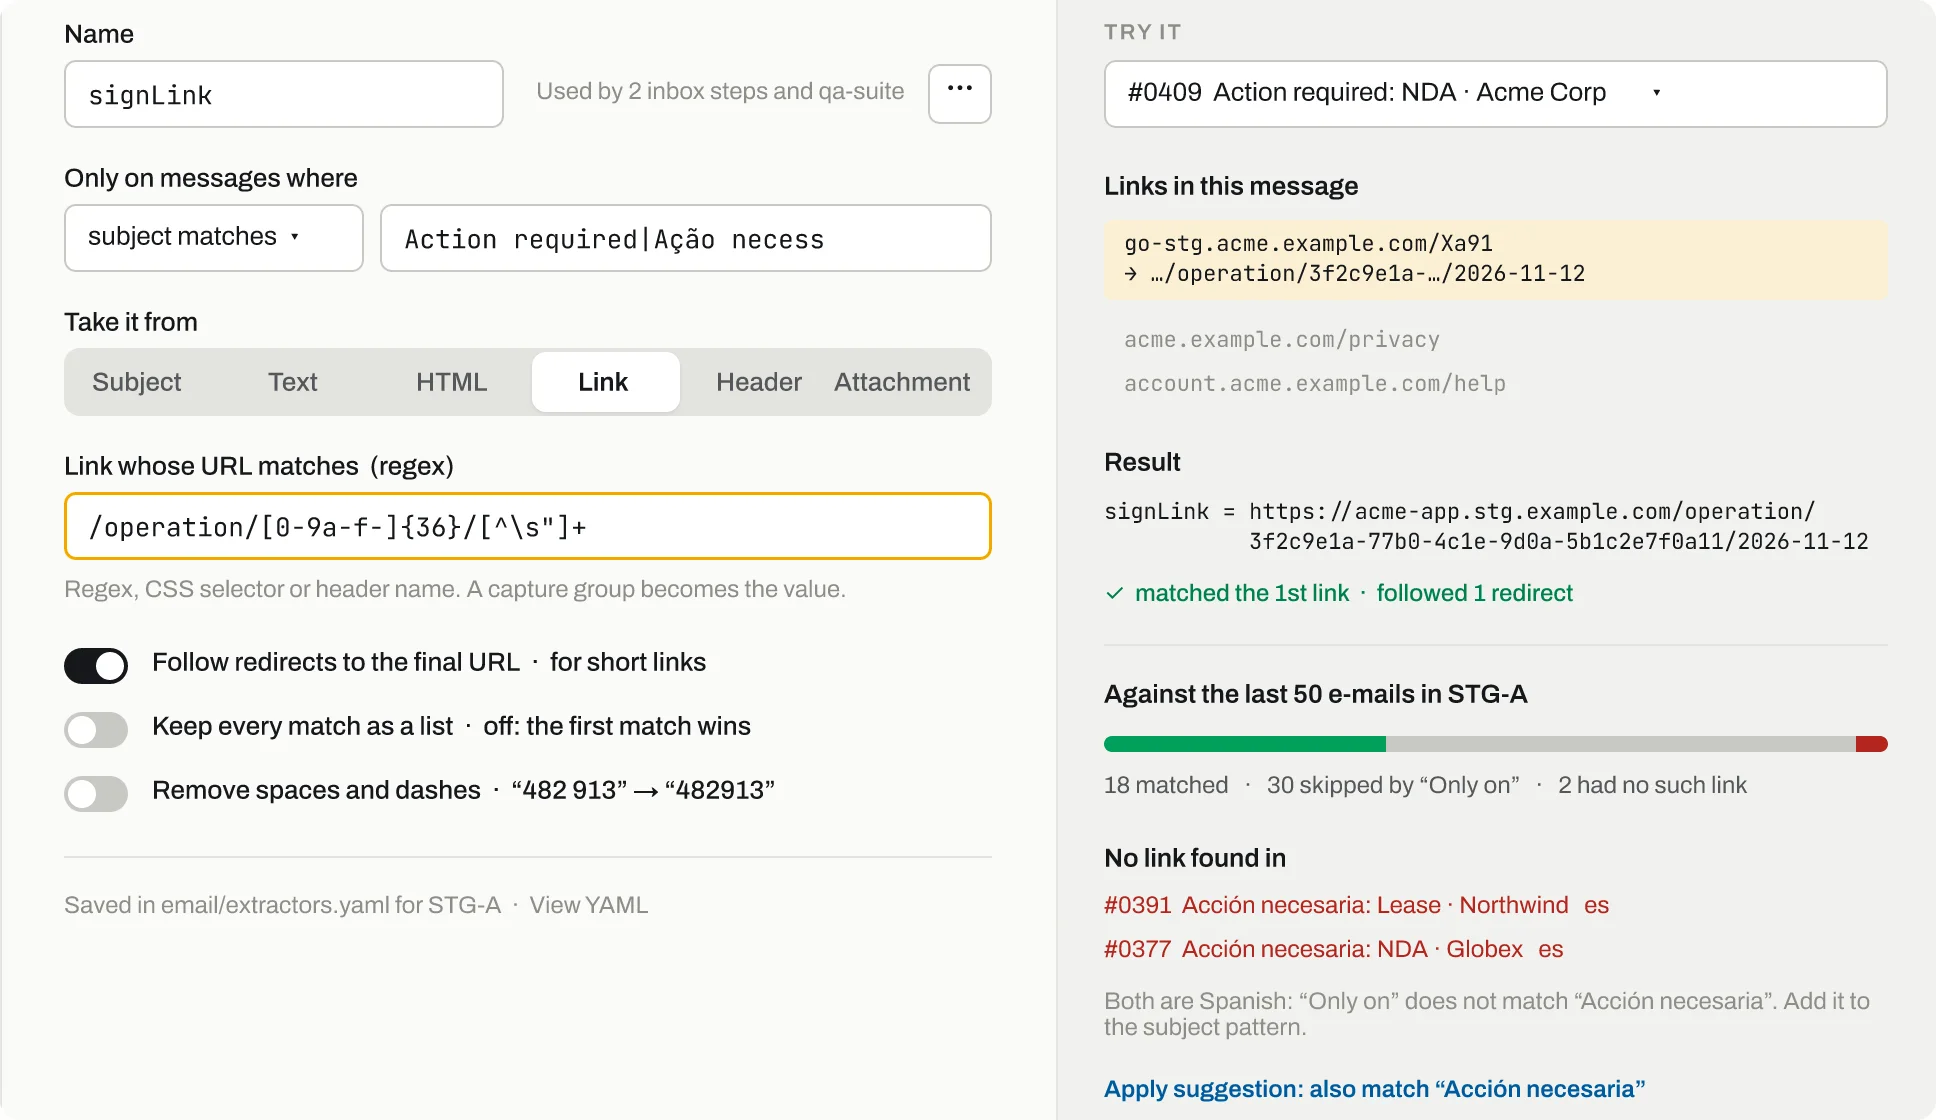 Name
signLink
Used by 2 inbox steps and qa-suite
•••
Only on messages where
subject matches ▾
Action required|Ação necess
Take it from
Subject Text HTML Link Header Attachment
Link whose URL matches (regex)
/operation/[0-9a-f-]{36}/[^\s"]+
Regex, CSS selector or header name. A capture group becomes the value.
Follow redirects to the final URL · for short links
Keep every match as a list · off: the first match wins
Remove spaces and dashes · “482 913” → “482913”
Saved in email/extractors.yaml for STG-A · View YAML
TRY IT
#0409 Action required: NDA · Acme Corp ▾
Links in this message
go-stg.acme.example.com/Xa91
→ …/operation/3f2c9e1a-…/2026-11-12
acme.example.com/privacy
account.acme.example.com/help
Result
signLink = https://acme-app.stg.example.com/operation/
3f2c9e1a-77b0-4c1e-9d0a-5b1c2e7f0a11/2026-11-12
✓ matched the 1st link · followed 1 redirect
Against the last 50 e-mails in STG-A
18 matched · 30 skipped by “Only on” · 2 had no such link
No link found in
#0391 Acción necesaria: Lease · Northwind es
#0377 Acción necesaria: NDA · Globex es
Both are Spanish: “Only on” does not match “Acción necesaria”. Add it to
the subject pattern.
Apply suggestion: also match “Acción necesaria”